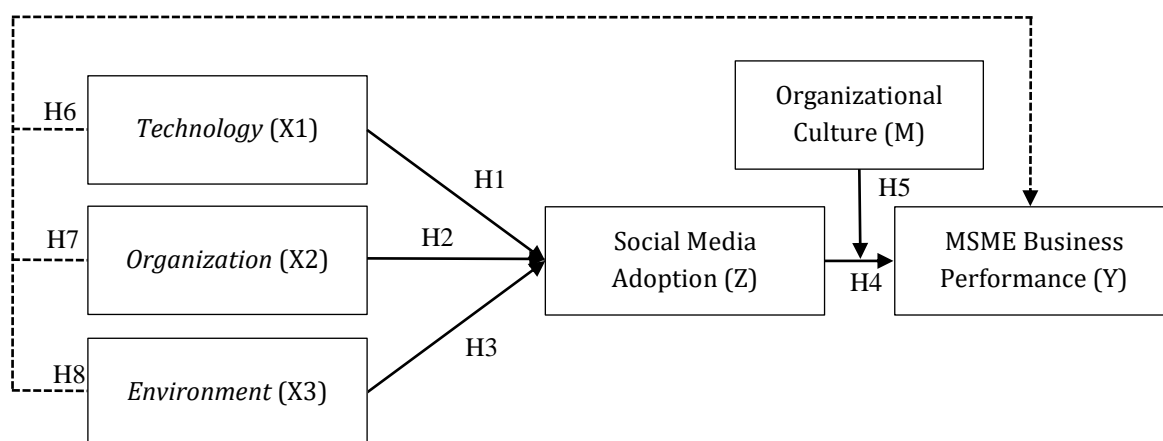 H6
Technology (X1)
H1
Organizational
Culture (M)
H5
H7
Organization (X2)
H2
Social Media
Adoption (Z)
H4
MSME Business
Performance (Y)
H8
Environment (X3)
H3